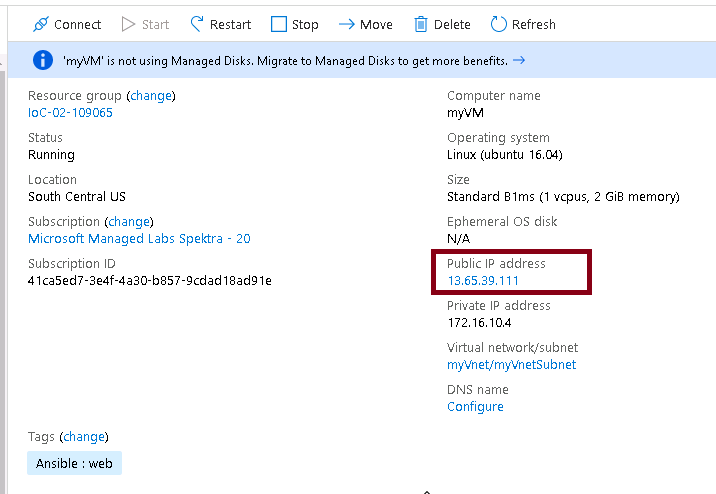 Connect Start Restart Stop Move Delete Refresh
'myVM' is not using Managed Disks. Migrate to Managed Disks to get more benefits. →
Resource group (change)
IoC-02-109065
Status
Running
Location
South Central US
Subscription (change)
Microsoft Managed Labs Spektra - 20
Subscription ID
41ca5ed7-3e4f-4a30-b857-9cdad18ad91e
Computer name
myVM
Operating system
Linux (ubuntu 16.04)
Size
Standard B1ms (1 vcpus, 2 GiB memory)
Ephemeral OS disk
N/A
Public IP address
13.65.39.111
Private IP address
172.16.10.4
Virtual network/subnet
myVnet/myVnetSubnet
DNS name
Configure
Tags (change)
Ansible : web